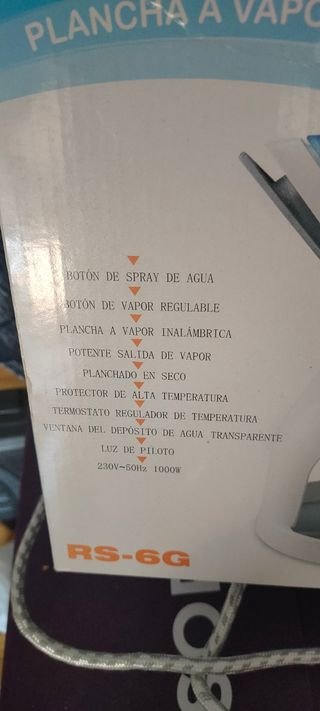 PLANCHA A VAPO
BOTÓN DE SPRAY DE AGUA
BOTÓN DE VAPOR REGULABLE
PLANCHA A VAPOR INALÁMBRICA
POTENTE SALIDA DE VAPOR
PLANCHADO EN SECO
PROTECTOR DE ALTA TEMPERATURA
TERMOSTATO REGULADOR DE TEMPERATURA
VENTANA DEL DEPÓSITO DE AGUA TRANSPARENTE
LUZ DE PILOTO
230V~50Hz 1000W
RS-6G